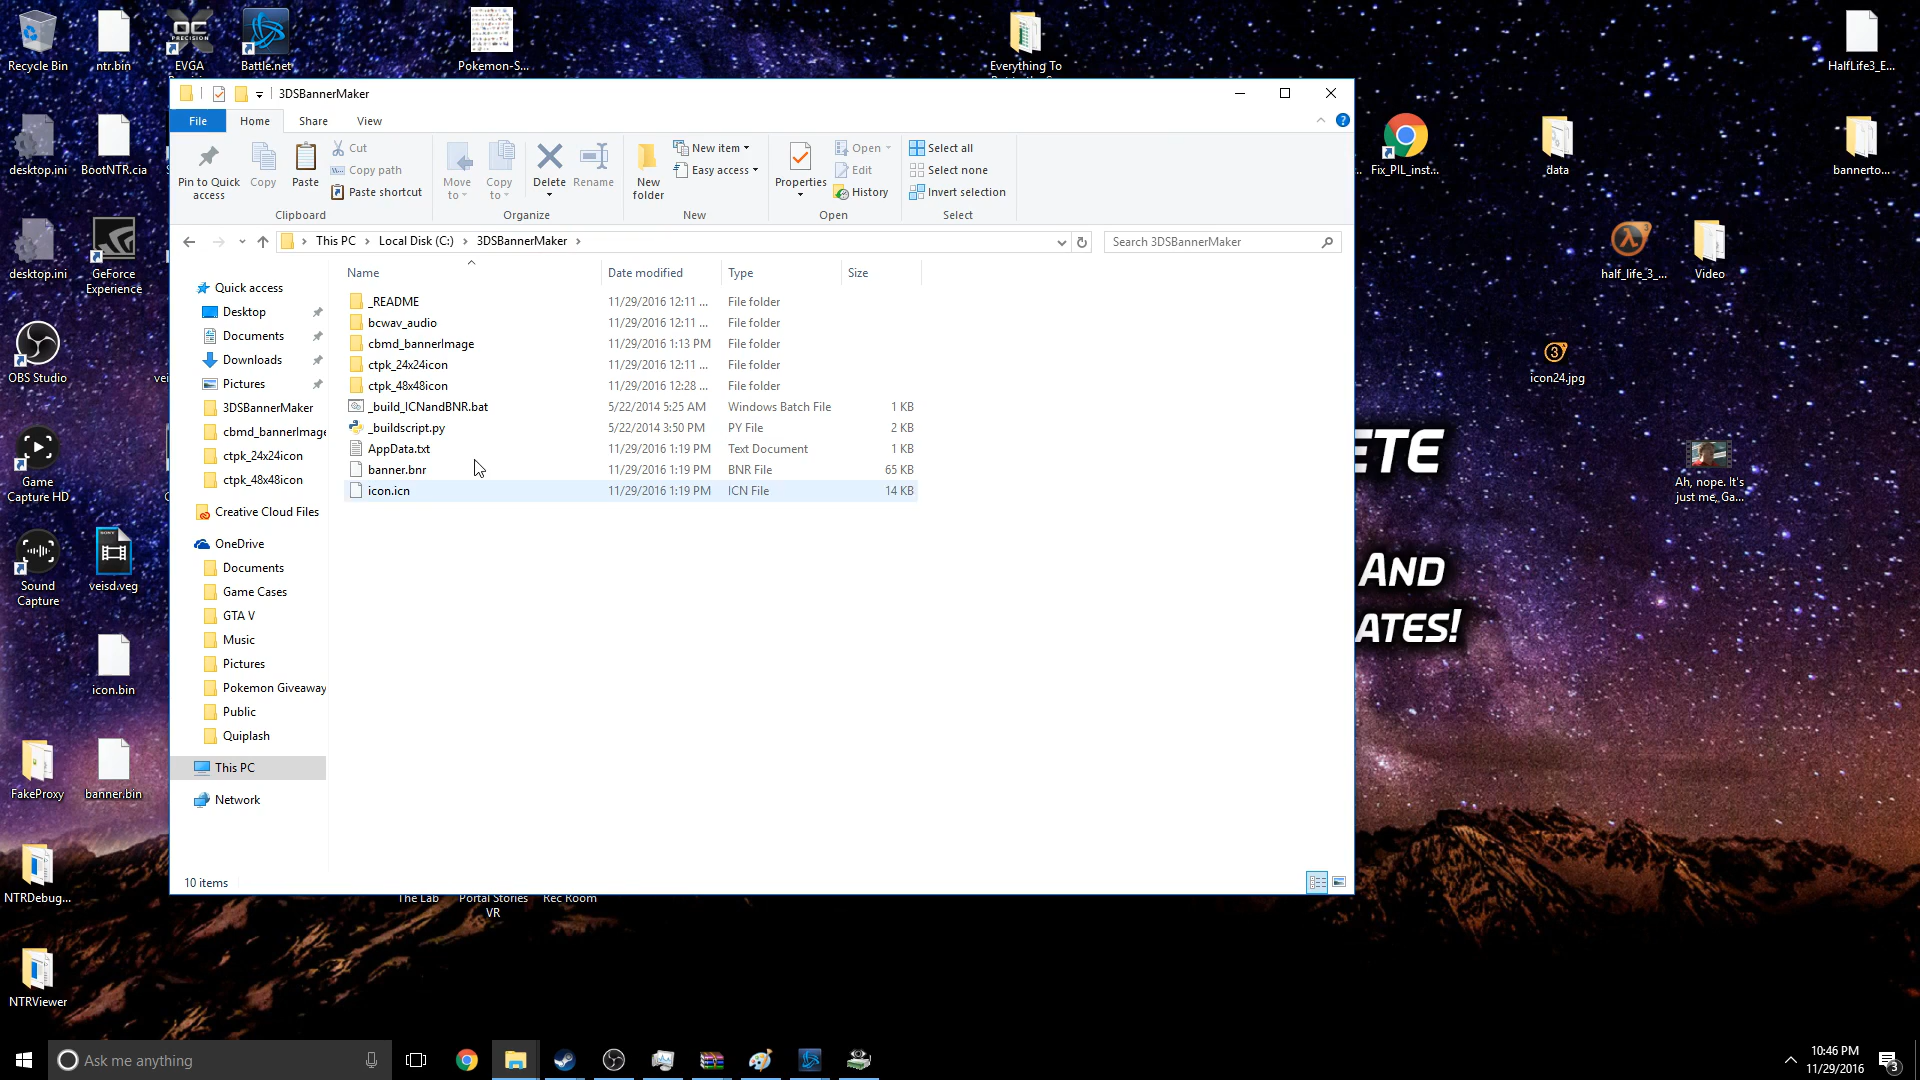 Recycle Bin
ntr.bin
EVGA
Battle.net
Pokemon-S...
Everything To
HalfLife3_E...
3DSBannerMaker
File
Home
Share
View
Pin to Quick
access
Copy
Paste
Cut
Copy path
Paste shortcut
Clipboard
Move
to
Copy
to
Delete
Rename
Organize
New
folder
New item
Easy access
New
Properties
Open
Edit
History
Open
Select all
Select none
Invert selection
Select
This PC
Local Disk (C:)
3DSBannerMaker
Search 3DSBannerMaker
Name
Date modified
Type
Size
_README 11/29/2016 12:11 ... File folder
bcwav_audio 11/29/2016 12:11 ... File folder
cbmd_bannerImage 11/29/2016 1:13 PM File folder
ctpk_24x24icon 11/29/2016 12:11 ... File folder
ctpk_48x48icon 11/29/2016 12:28 ... File folder
_build_ICNandBNR.bat 5/22/2014 5:25 AM Windows Batch File 1 KB
_buildscript.py 5/22/2014 3:50 PM PY File 2 KB
AppData.txt 11/29/2016 1:19 PM Text Document 1 KB
banner.bnr 11/29/2016 1:19 PM BNR File 65 KB
icon.icn 11/29/2016 1:19 PM ICN File 14 KB
Quick access
Desktop
Documents
Downloads
Pictures
3DSBannerMaker
cbmd_bannerImage
ctpk_24x24icon
ctpk_48x48icon
Creative Cloud Files
OneDrive
Documents
Game Cases
GTA V
Music
Pictures
Pokemon Giveaway
Public
Quiplash
This PC
Network
10 items
desktop.ini
BootNTR.cia
desktop.ini
GeForce
Experience
OBS Studio
Game
Capture HD
Sound
Capture
veisd.veg
icon.bin
FakeProxy
banner.bin
NTRDebug...
NTRViewer
The Lab
Portal Stories
VR
Rec Room
Fix_PIL_inst...
data
bannerto...
half_life_3_...
Video
icon24.jpg
Ah, nope. It's
just me, Ga...
ETE
AND
ATES!
Ask me anything
10:46 PM
11/29/2016
3